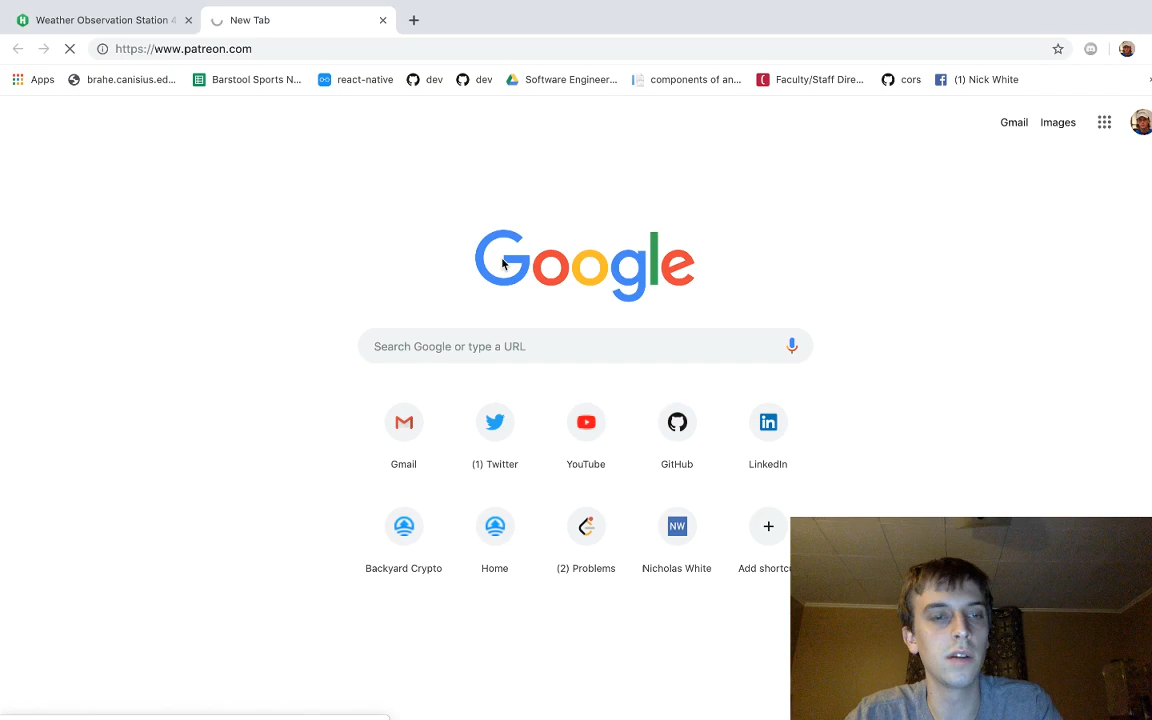 Weather Observation Station 4
New Tab
https://www.patreon.com
Apps
brahe.canisius.ed...
Barstool Sports N...
react-native
dev
dev
Software Engineer...
components of an...
Faculty/Staff Dire...
cors
(1) Nick White
Gmail Images
Google
Search Google or type a URL
Gmail
(1) Twitter
YouTube
GitHub
LinkedIn
NW
Backyard Crypto
Home
(2) Problems
Nicholas White
Add shortc